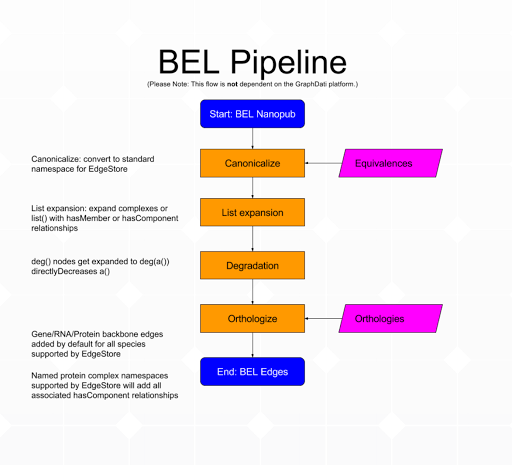 BEL Pipeline
(Please Note: This flow is not dependent on the GraphDati platform.)
Start: BEL Nanopub
Canonicalize: convert to standard
namespace for EdgeStore
Canonicalize
Equivalences
List expansion: expand complexes or
list() with hasMember or hasComponent
relationships
List expansion
deg() nodes get expanded to deg(a())
directlyDecreases a()
Degradation
Orthologize
Orthologies
Gene/RNA/Protein backbone edges
added by default for all species
supported by EdgeStore
End: BEL Edges
Named protein complex namespaces
supported by EdgeStore will add all
associated hasComponent relationships